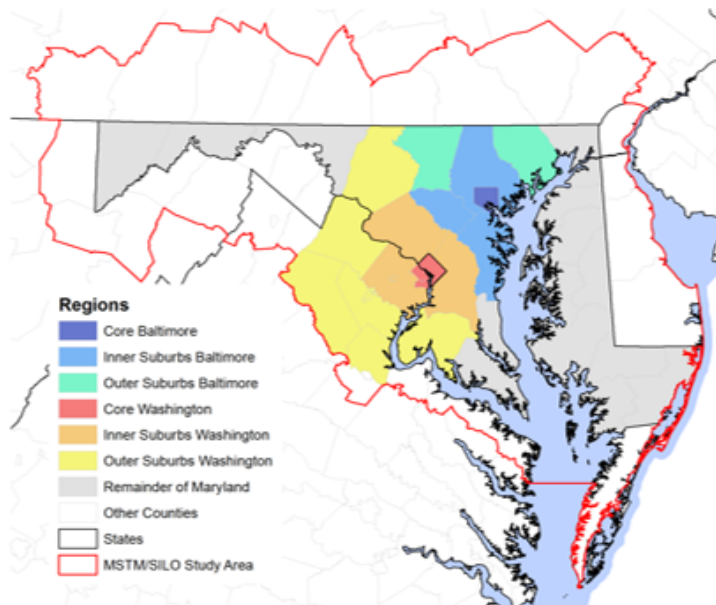 Regions
Core Baltimore
Inner Suburbs Baltimore
Outer Suburbs Baltimore
Core Washington
Inner Suburbs Washington
Outer Suburbs Washington
Remainder of Maryland
Other Counties
States
MSTM/SILO Study Area